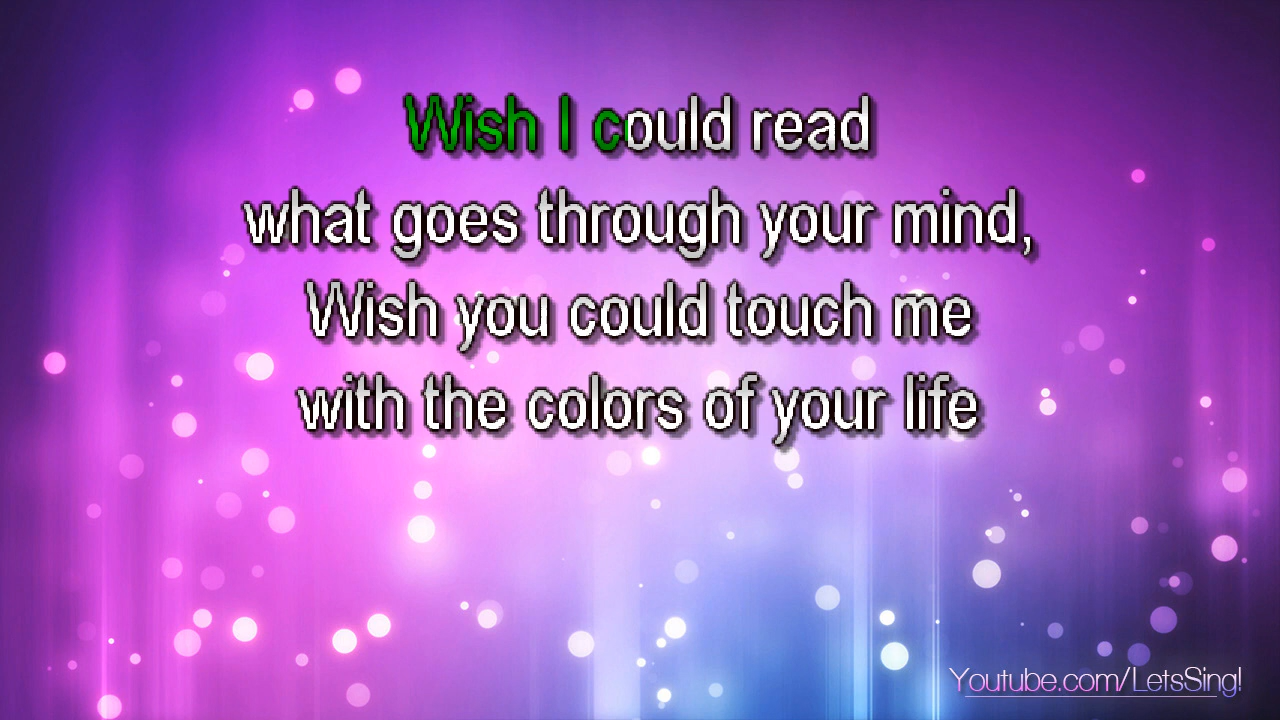 Wish I could read
what goes through your mind,
Wish you could touch me
with the colors of your life
Youtube.com/LetsSing!